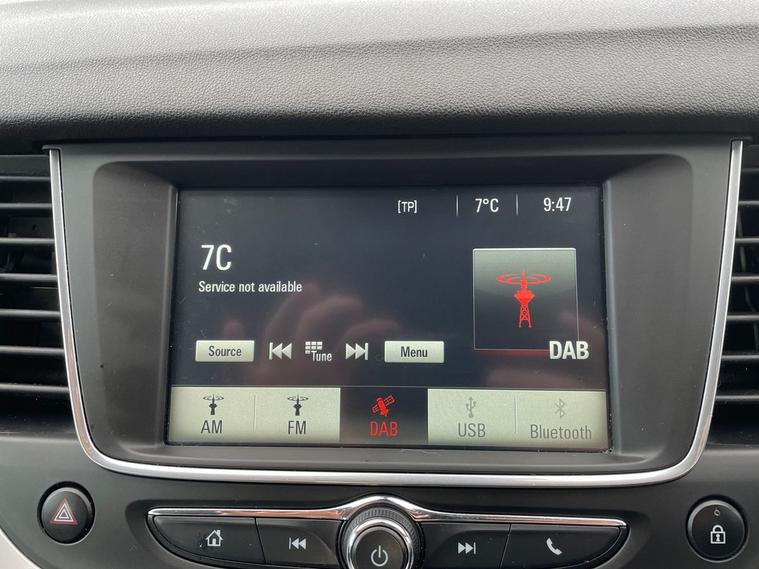 [TP] 7°C 9:47
7C
Service not available
DAB
Source Tune Menu
AM FM DAB USB Bluetooth